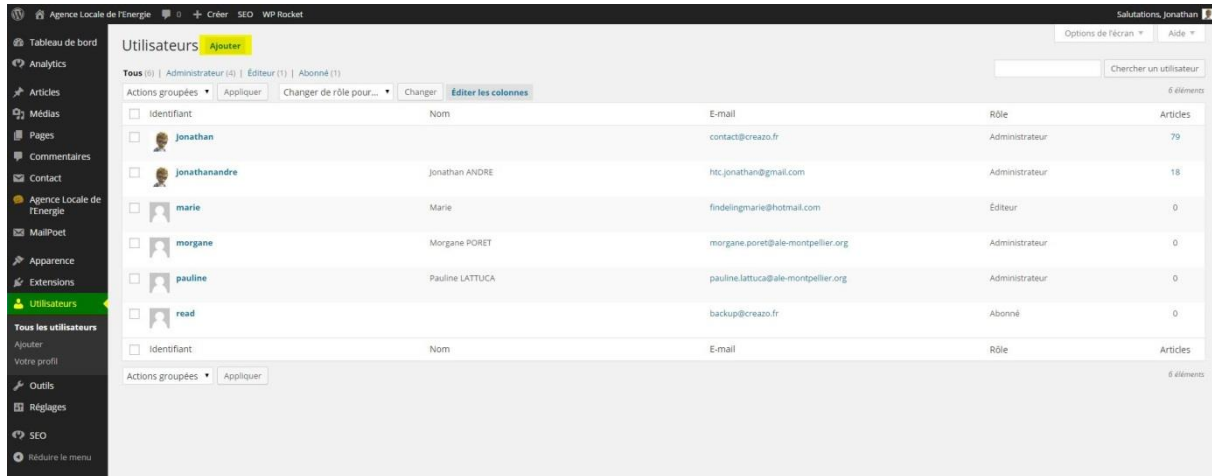 Agence Locale de l'Energie 0 + Créer SEO WP Rocket Salutations, Jonathan
Tableau de bord
Analytics
Articles
Médias
Pages
Commentaires
Contact
Agence Locale de
l'Energie
MailPoet
Apparence
Extensions
Utilisateurs
Tous les utilisateurs
Ajouter
Votre profil
Outils
Réglages
SEO
Réduire le menu
Options de l'écran Aide
Utilisateurs Ajouter
Tous (6) | Administrateur (4) | Éditeur (1) | Abonné (1)
Chercher un utilisateur
Actions groupées Appliquer Changer de rôle pour... Changer Éditer les colonnes 6 éléments
Identifiant Nom E-mail Rôle Articles
Jonathan contact@creazo.fr Administrateur 79
jonathanandre Jonathan ANDRE htc.jonathan@gmail.com Administrateur 18
marie Marie findelingmarie@hotmail.com Éditeur 0
morgane Morgane PORET morgane.poret@ale-montpellier.org Administrateur 0
pauline Pauline LATTUCA pauline.lattuca@ale-montpellier.org Administrateur 0
read backup@creazo.fr Abonné 0
Identifiant Nom E-mail Rôle Articles
Actions groupées Appliquer 6 éléments